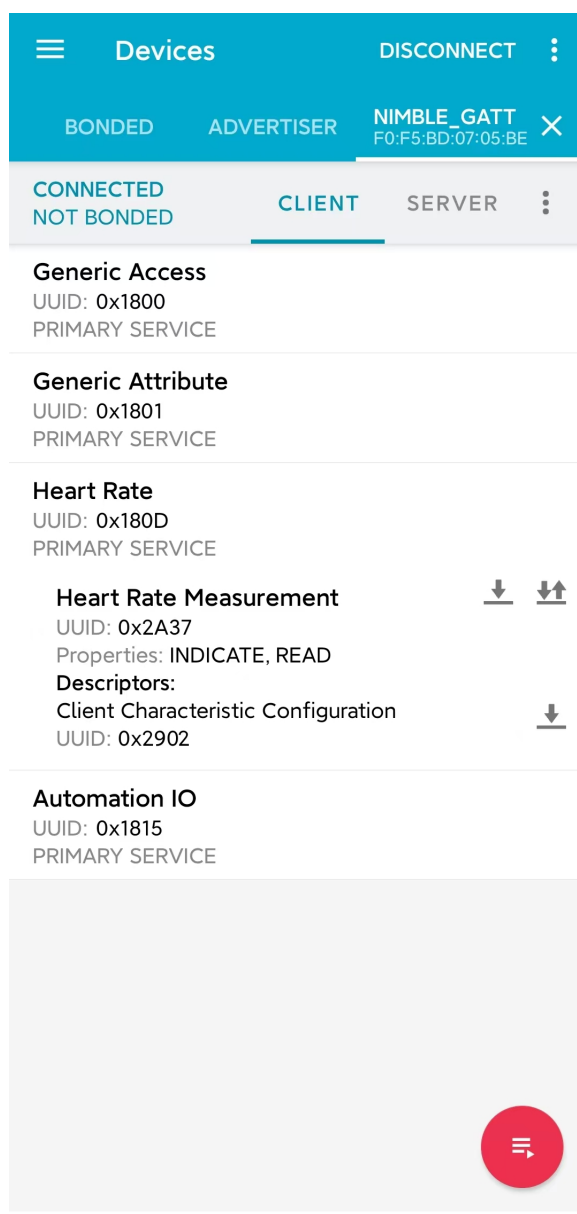 Devices
DISCONNECT
BONDED
ADVERTISER
NIMBLE_GATT
F0:F5:BD:07:05:BE
CONNECTED
NOT BONDED
CLIENT
SERVER
Generic Access
UUID: 0x1800
PRIMARY SERVICE
Generic Attribute
UUID: 0x1801
PRIMARY SERVICE
Heart Rate
UUID: 0x180D
PRIMARY SERVICE
Heart Rate Measurement
UUID: 0x2A37
Properties: INDICATE, READ
Descriptors:
Client Characteristic Configuration
UUID: 0x2902
Automation IO
UUID: 0x1815
PRIMARY SERVICE